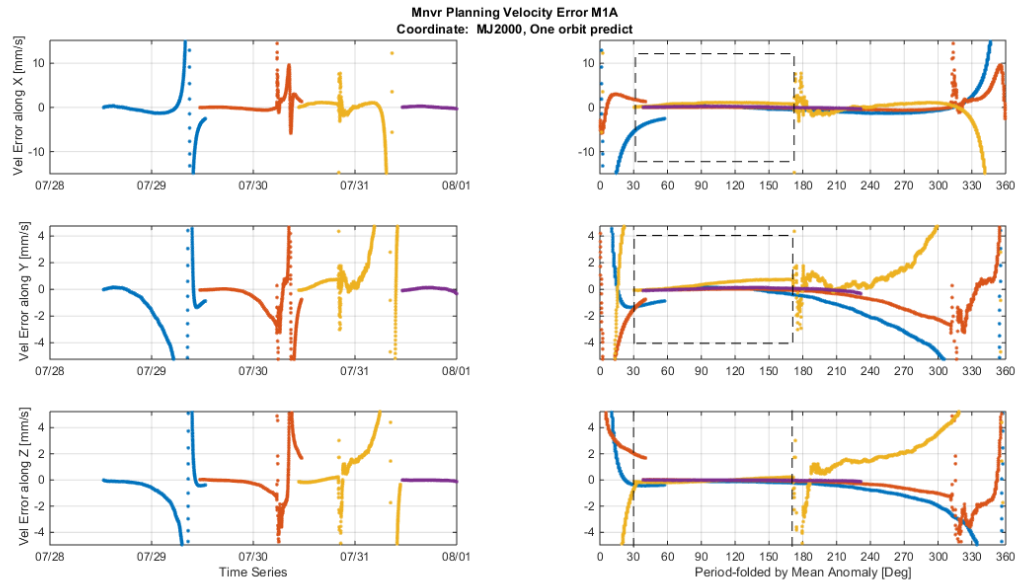 Mnvr Planning Velocity Error M1A
Coordinate: MJ2000, One orbit predict
Vel Error along X [mm/s]
10
0
-10
07/28 07/29 07/30 07/31 08/01
10
0
-10
0 30 60 90 120 150 180 210 240 270 300 330 360
Vel Error along Y [mm/s]
4
2
0
-2
-4
07/28 07/29 07/30 07/31 08/01
4
2
0
-2
-4
0 30 60 90 120 150 180 210 240 270 300 330 360
Vel Error along Z [mm/s]
4
2
0
-2
-4
07/28 07/29 07/30 07/31 08/01
Time Series
4
2
0
-2
-4
0 30 60 90 120 150 180 210 240 270 300 330 360
Period-folded by Mean Anomaly [Deg]